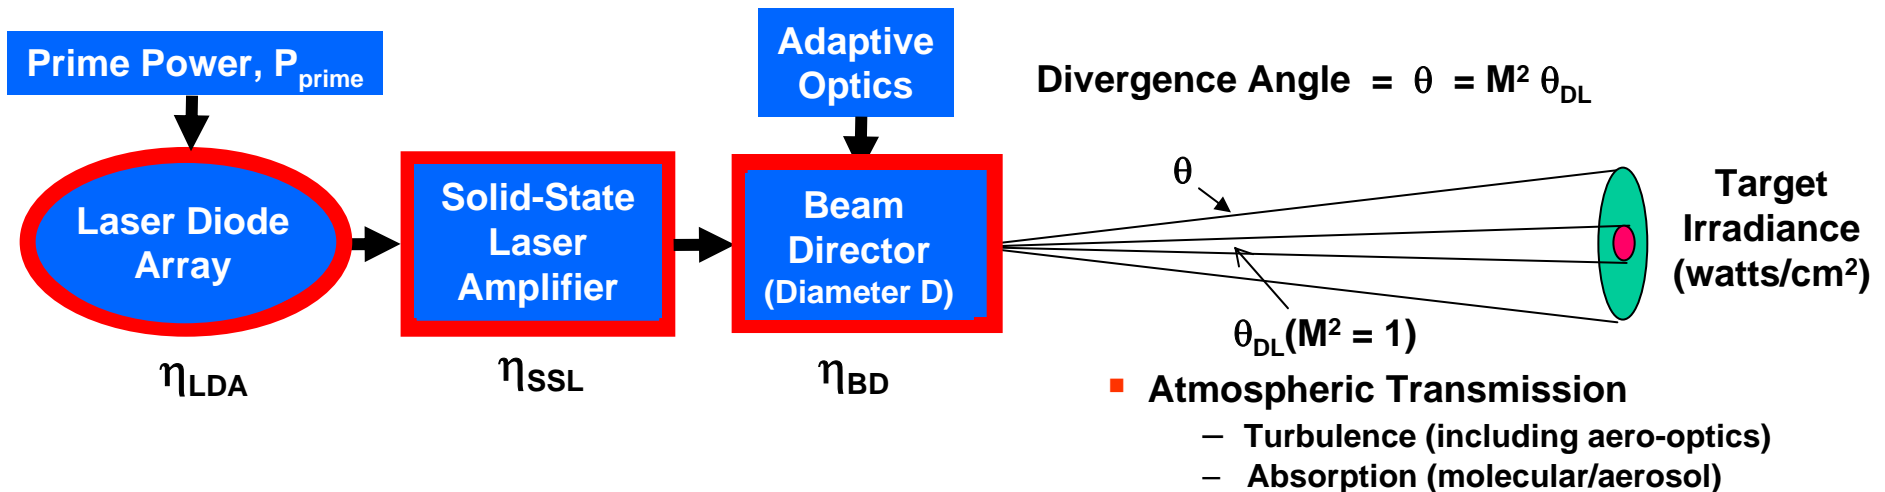 Prime Power, P_prime
Adaptive
Optics
Divergence Angle = θ = M² θ_DL
Laser Diode
Array
Solid-State
Laser
Amplifier
Beam
Director
(Diameter D)
θ
Target
Irradiance
(watts/cm²)
θ_DL(M² = 1)
η_LDA
η_SSL
η_BD
▪ Atmospheric Transmission
– Turbulence (including aero-optics)
– Absorption (molecular/aerosol)